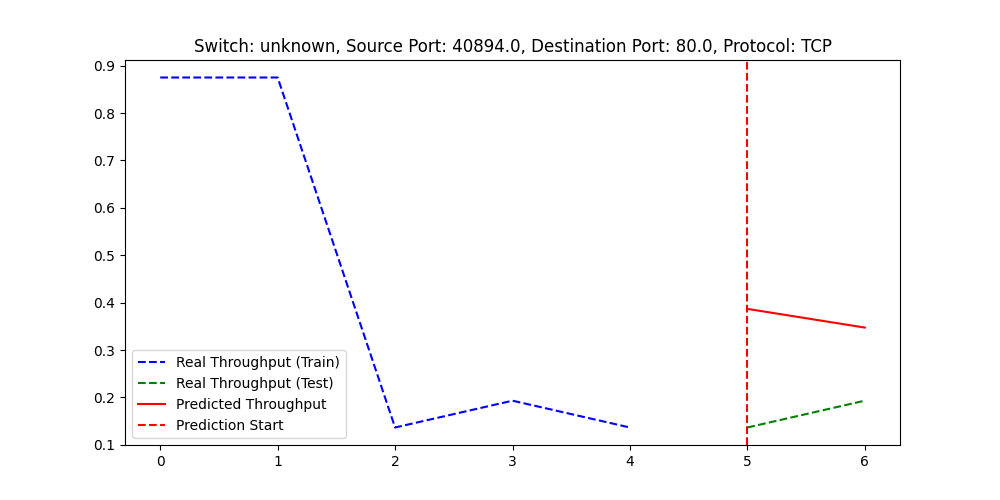 Switch: unknown, Source Port: 40894.0, Destination Port: 80.0, Protocol: TCP
0.9
0.8
0.7
0.6
0.5
0.4
0.3
0.2
0.1
Real Throughput (Train)
Real Throughput (Test)
Predicted Throughput
Prediction Start
0 1 2 3 4 5 6